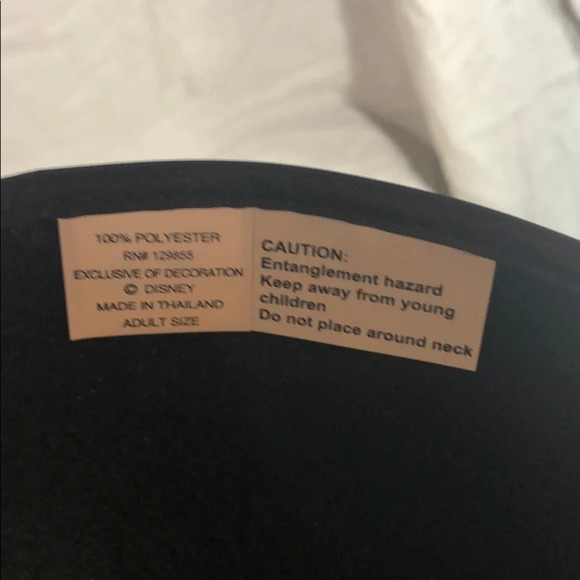 100% POLYESTER
RN# 129855
EXCLUSIVE OF DECORATION
© DISNEY
MADE IN THAILAND
ADULT SIZE
CAUTION:
Entanglement hazard
Keep away from young
children
Do not place around neck